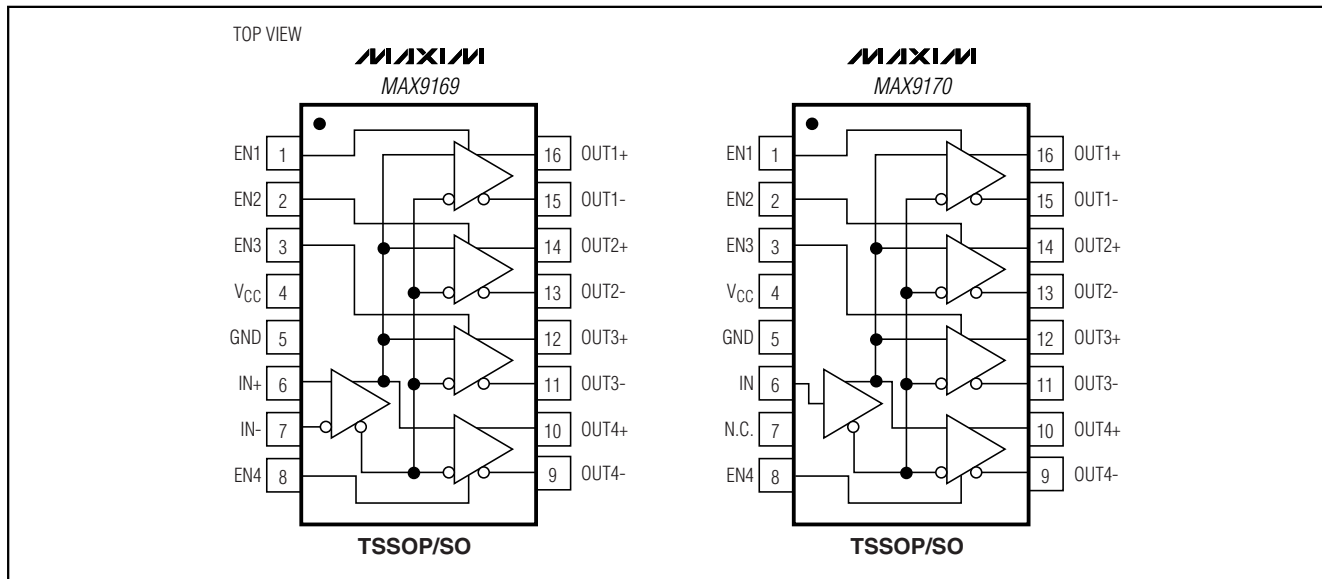 TOP VIEW
MAXIM
MAX9169
EN1 1
EN2 2
EN3 3
VCC 4
GND 5
IN+ 6
IN- 7
EN4 8
16 OUT1+
15 OUT1-
14 OUT2+
13 OUT2-
12 OUT3+
11 OUT3-
10 OUT4+
9 OUT4-
TSSOP/SO
MAXIM
MAX9170
EN1 1
EN2 2
EN3 3
VCC 4
GND 5
IN 6
N.C. 7
EN4 8
16 OUT1+
15 OUT1-
14 OUT2+
13 OUT2-
12 OUT3+
11 OUT3-
10 OUT4+
9 OUT4-
TSSOP/SO